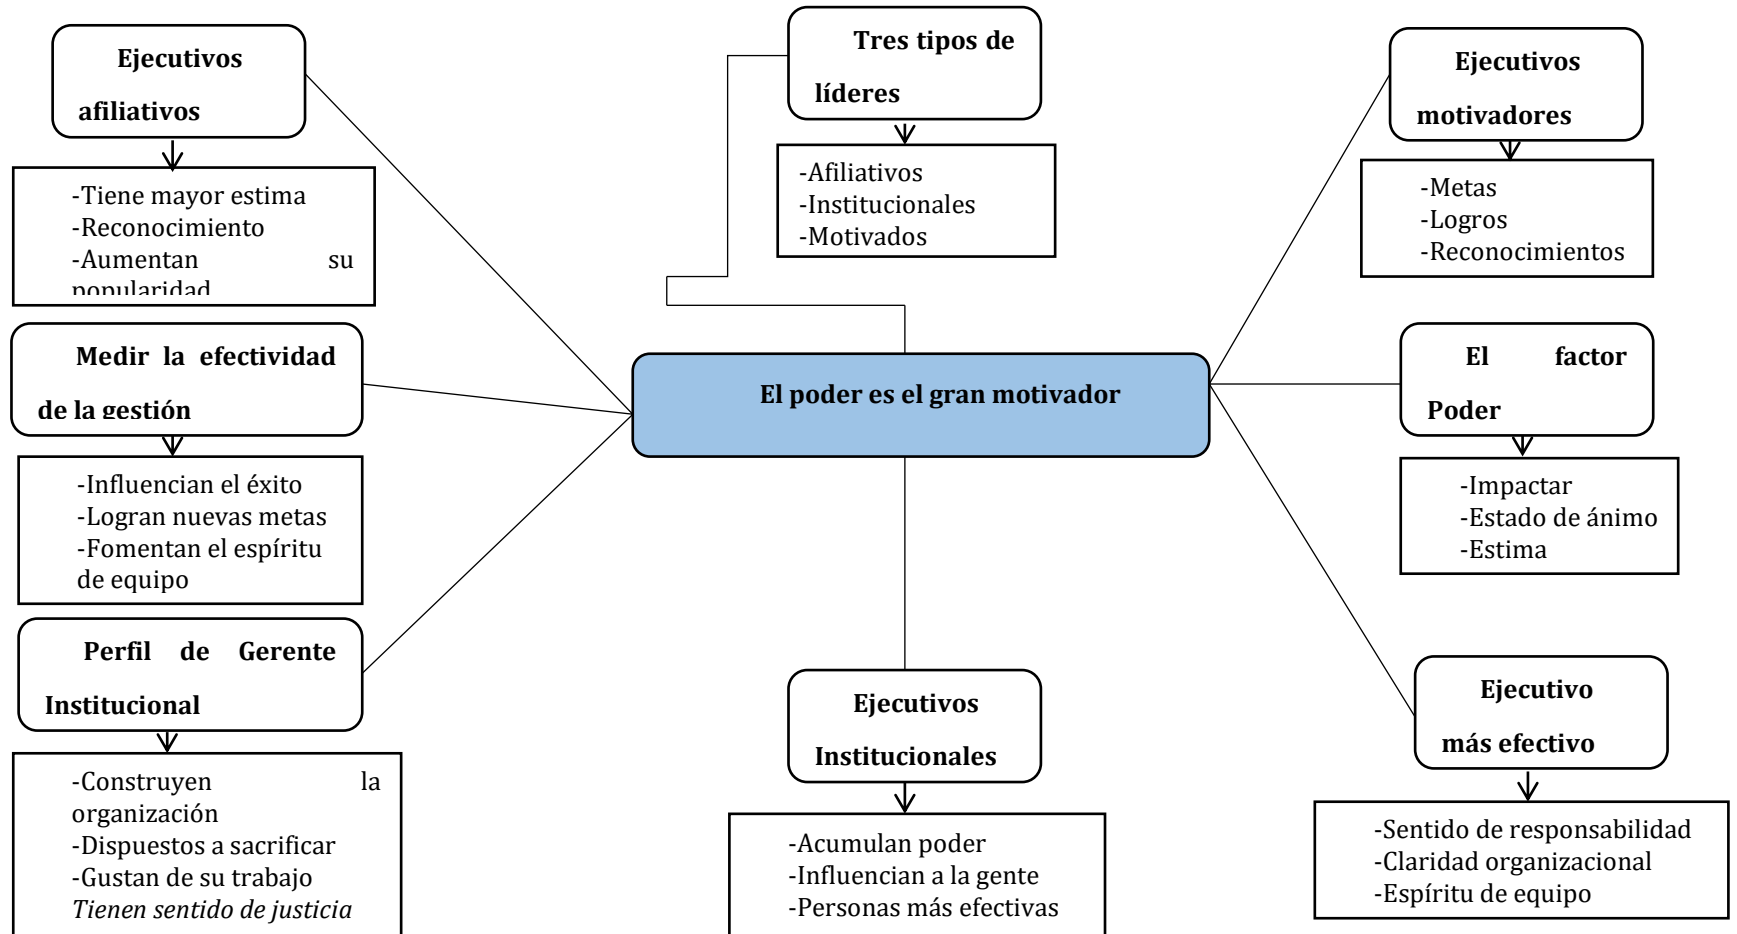 Ejecutivos
afiliativos
-Tiene mayor estima
-Reconocimiento
-Aumentan su
popularidad
Tres tipos de
líderes
-Afiliativos
-Institucionales
-Motivados
Ejecutivos
motivadores
-Metas
-Logros
-Reconocimientos
Medir la efectividad
de la gestión
-Influencian el éxito
-Logran nuevas metas
-Fomentan el espíritu
de equipo
El poder es el gran motivador
El factor
Poder
-Impactar
-Estado de ánimo
-Estima
Perfil de Gerente
Institucional
-Construyen la
organización
-Dispuestos a sacrificar
-Gustan de su trabajo
Tienen sentido de justicia
Ejecutivos
Institucionales
-Acumulan poder
-Influencian a la gente
-Personas más efectivas
Ejecutivo
más efectivo
-Sentido de responsabilidad
-Claridad organizacional
-Espíritu de equipo